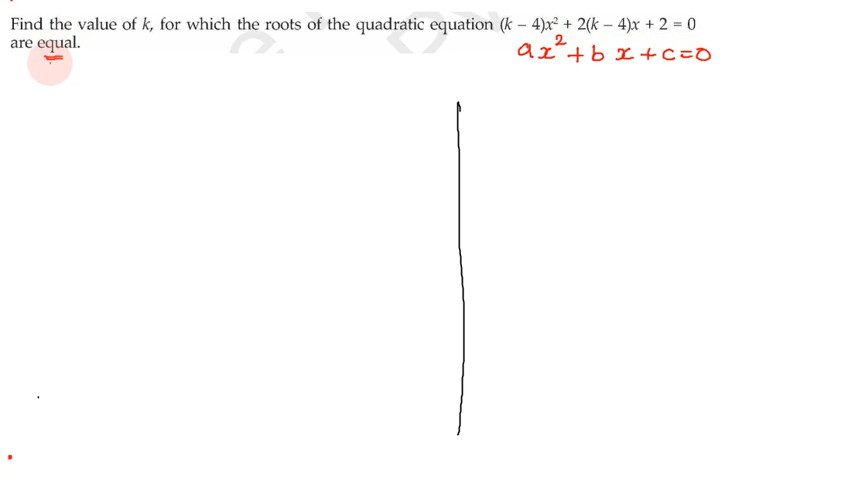 Find the value of k, for which the roots of the quadratic equation (k – 4)x² + 2(k – 4)x + 2 = 0
are equal.
ax²+bx+c=0